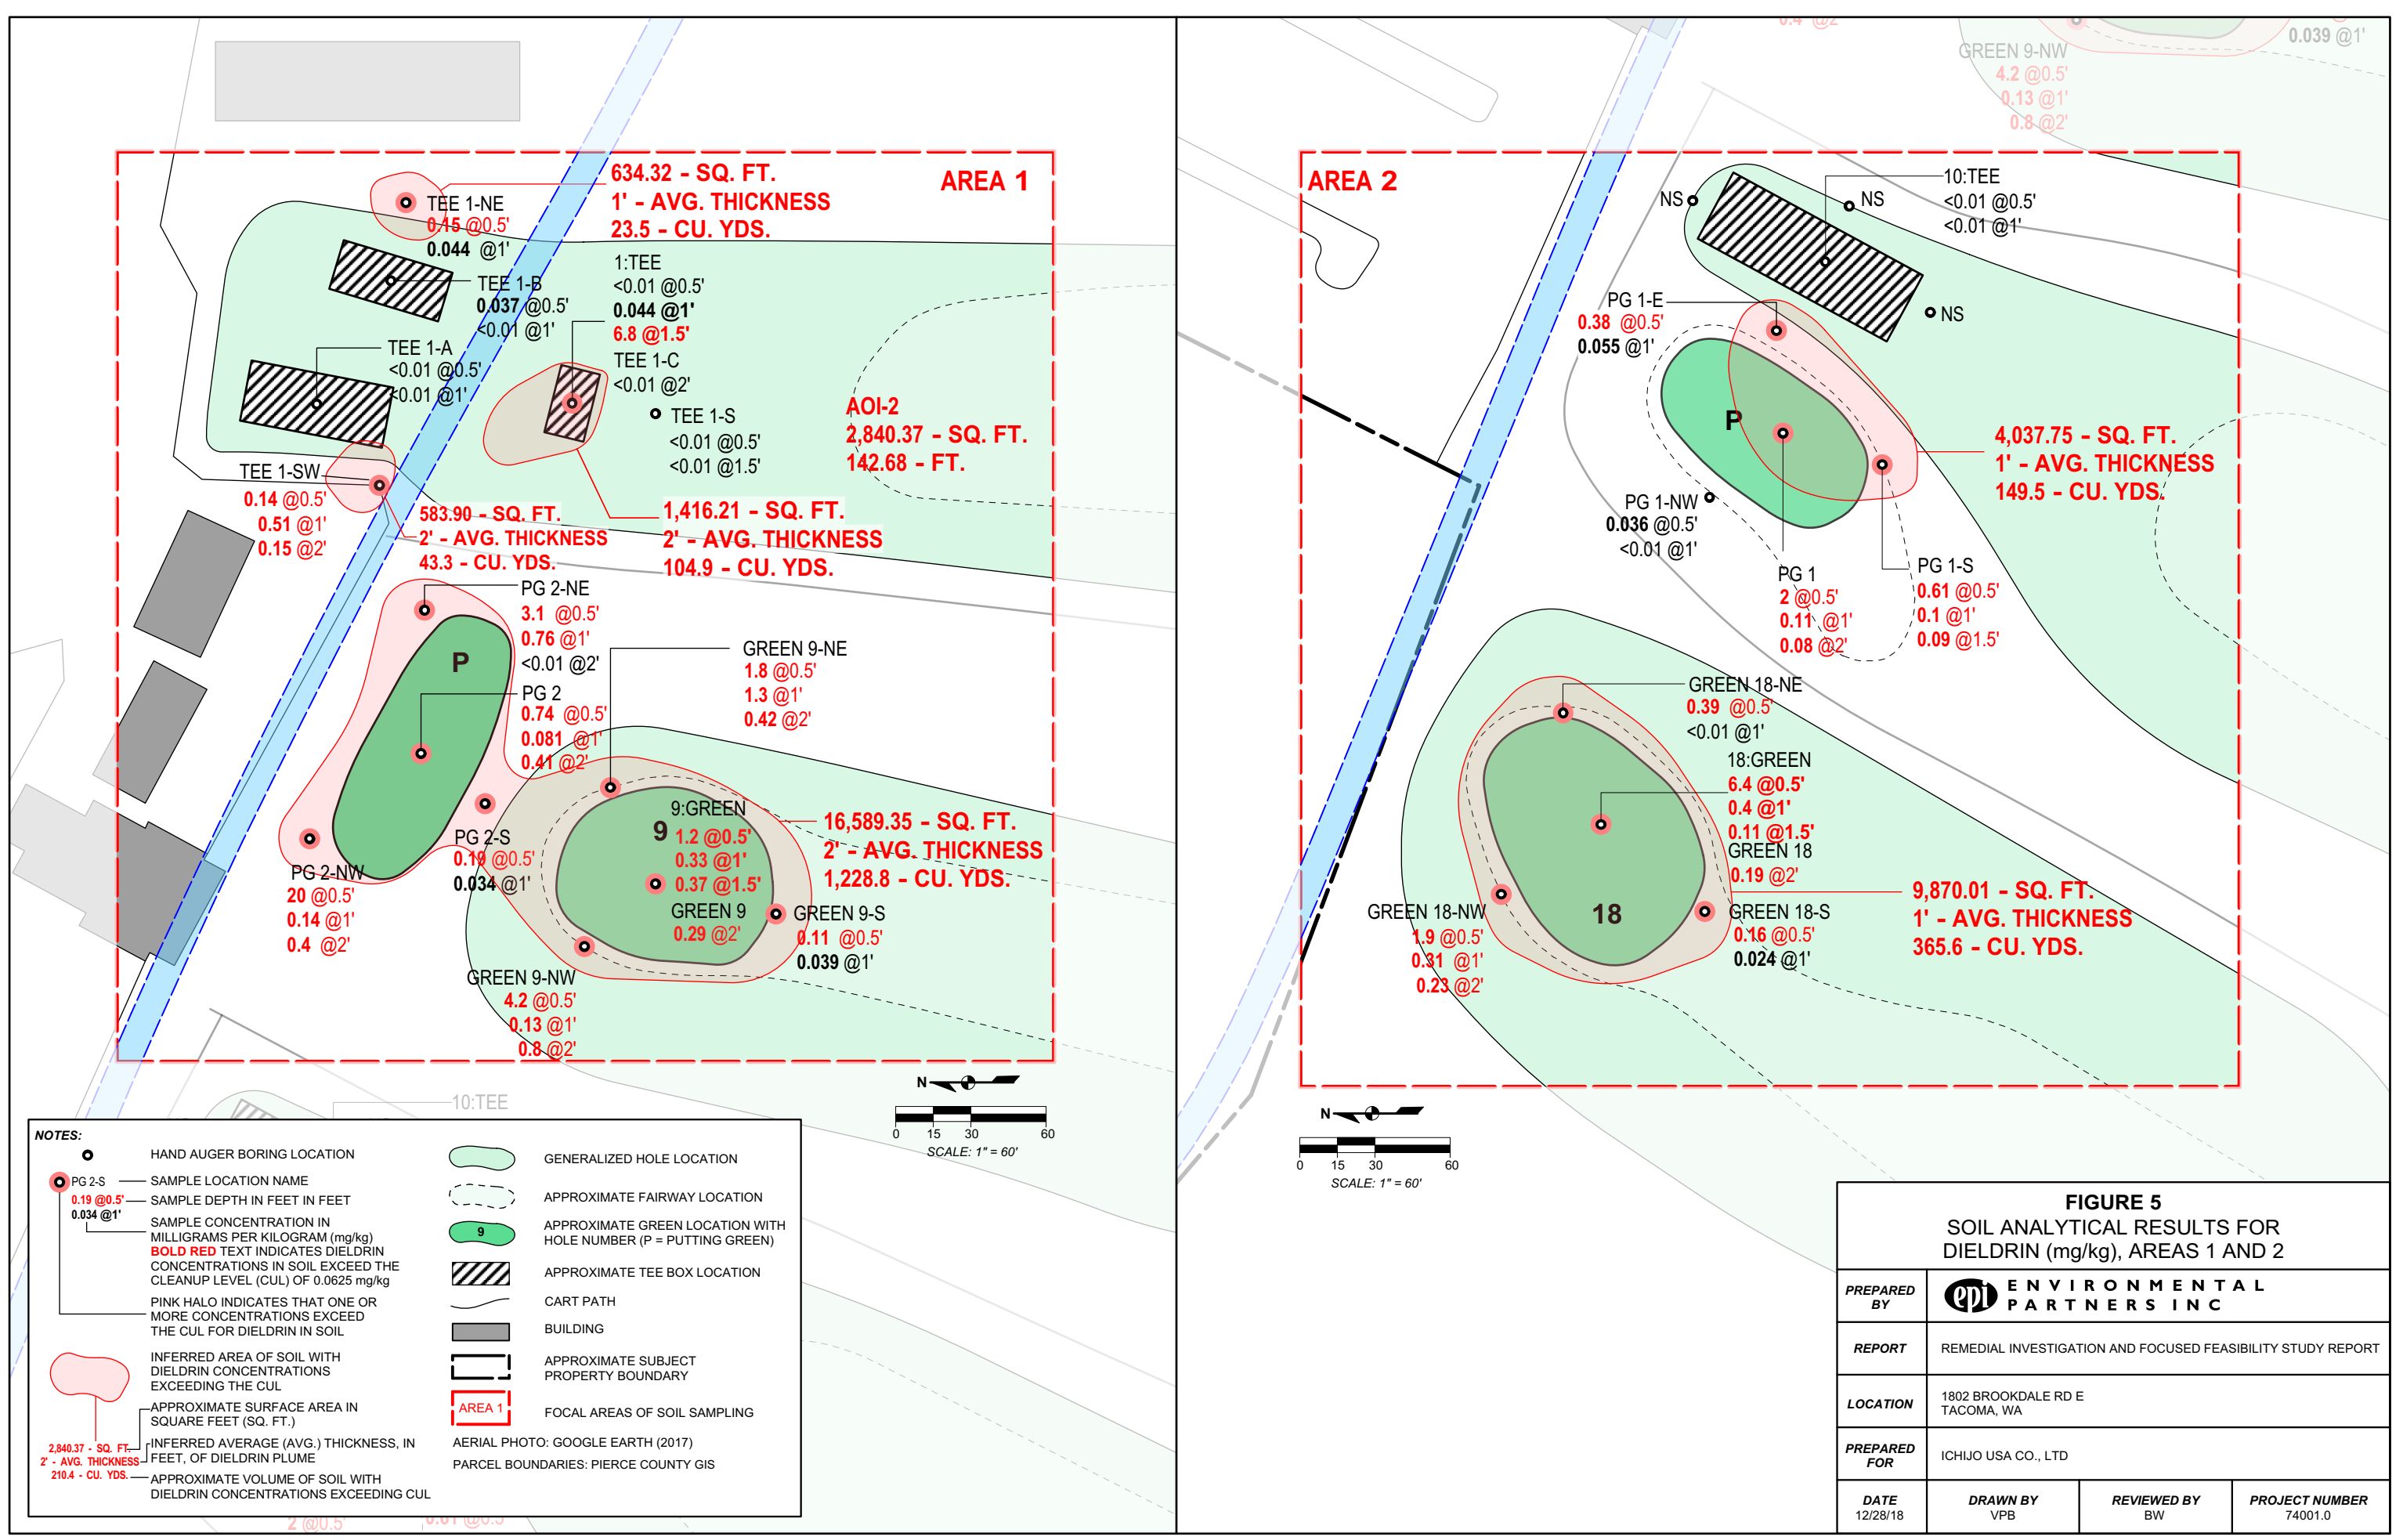 AREA 1
634.32 - SQ. FT.
1' - AVG. THICKNESS
23.5 - CU. YDS.
TEE 1-NE
0.15 @0.5'
0.044 @1'
TEE 1-B
0.037 @0.5'
<0.01 @1'
1:TEE
<0.01 @0.5'
0.044 @1'
6.8 @1.5'
TEE 1-C
<0.01 @2'
TEE 1-A
<0.01 @0.5'
<0.01 @1'
TEE 1-S
<0.01 @0.5'
<0.01 @1.5'
AOI-2
2,840.37 - SQ. FT.
142.68 - FT.
TEE 1-SW
0.14 @0.5'
0.51 @1'
0.15 @2'
583.90 - SQ. FT.
2' - AVG. THICKNESS
43.3 - CU. YDS.
1,416.21 - SQ. FT.
2' - AVG. THICKNESS
104.9 - CU. YDS.
PG 2-NE
3.1 @0.5'
0.76 @1'
<0.01 @2'
P
PG 2
0.74 @0.5'
0.081 @1'
0.41 @2'
GREEN 9-NE
1.8 @0.5'
1.3 @1'
0.42 @2'
PG 2-S
0.19 @0.5'
0.034 @1'
PG 2-NW
20 @0.5'
0.14 @1'
0.4 @2'
9
9:GREEN
1.2 @0.5'
0.33 @1'
0.37 @1.5'
GREEN 9
0.29 @2'
16,589.35 - SQ. FT.
2' - AVG. THICKNESS
1,228.8 - CU. YDS.
GREEN 9-S
0.11 @0.5'
0.039 @1'
GREEN 9-NW
4.2 @0.5'
0.13 @1'
0.8 @2'
N
0 15 30 60
SCALE: 1" = 60'
10:TEE
0.4 @2'
0.039 @1'
GREEN 9-NW
4.2 @0.5'
0.13 @1'
0.8 @2'
AREA 2
NS
NS
NS
10:TEE
<0.01 @0.5'
<0.01 @1'
PG 1-E
0.38 @0.5'
0.055 @1'
P
4,037.75 - SQ. FT.
1' - AVG. THICKNESS
149.5 - CU. YDS.
PG 1-NW
0.036 @0.5'
<0.01 @1'
PG 1
2 @0.5'
0.11 @1'
0.08 @2'
PG 1-S
0.61 @0.5'
0.1 @1'
0.09 @1.5'
GREEN 18-NE
0.39 @0.5'
<0.01 @1'
18:GREEN
6.4 @0.5'
0.4 @1'
0.11 @1.5'
GREEN 18
0.19 @2'
18
GREEN 18-NW
1.9 @0.5'
0.31 @1'
0.23 @2'
GREEN 18-S
0.16 @0.5'
0.024 @1'
9,870.01 - SQ. FT.
1' - AVG. THICKNESS
365.6 - CU. YDS.
N
0 15 30 60
SCALE: 1" = 60'
NOTES:
HAND AUGER BORING LOCATION
PG 2-S
SAMPLE LOCATION NAME
0.19 @0.5'
SAMPLE DEPTH IN FEET IN FEET
0.034 @1'
SAMPLE CONCENTRATION IN
MILLIGRAMS PER KILOGRAM (mg/kg)
BOLD RED TEXT INDICATES DIELDRIN
CONCENTRATIONS IN SOIL EXCEED THE
CLEANUP LEVEL (CUL) OF 0.0625 mg/kg
PINK HALO INDICATES THAT ONE OR
MORE CONCENTRATIONS EXCEED
THE CUL FOR DIELDRIN IN SOIL
INFERRED AREA OF SOIL WITH
DIELDRIN CONCENTRATIONS
EXCEEDING THE CUL
APPROXIMATE SURFACE AREA IN
SQUARE FEET (SQ. FT.)
2,840.37 - SQ. FT.
INFERRED AVERAGE (AVG.) THICKNESS, IN
FEET, OF DIELDRIN PLUME
2' - AVG. THICKNESS
210.4 - CU. YDS.
APPROXIMATE VOLUME OF SOIL WITH
DIELDRIN CONCENTRATIONS EXCEEDING CUL
GENERALIZED HOLE LOCATION
APPROXIMATE FAIRWAY LOCATION
9
APPROXIMATE GREEN LOCATION WITH
HOLE NUMBER (P = PUTTING GREEN)
APPROXIMATE TEE BOX LOCATION
CART PATH
BUILDING
APPROXIMATE SUBJECT
PROPERTY BOUNDARY
AREA 1
FOCAL AREAS OF SOIL SAMPLING
AERIAL PHOTO: GOOGLE EARTH (2017)
PARCEL BOUNDARIES: PIERCE COUNTY GIS
2 @0.5'
0.61 @0.5'
FIGURE 5
SOIL ANALYTICAL RESULTS FOR
DIELDRIN (mg/kg), AREAS 1 AND 2
PREPARED BY
epi ENVIRONMENTAL
PARTNERS INC
REPORT
REMEDIAL INVESTIGATION AND FOCUSED FEASIBILITY STUDY REPORT
LOCATION
1802 BROOKDALE RD E
TACOMA, WA
PREPARED FOR
ICHIJO USA CO., LTD
DATE
12/28/18
DRAWN BY
VPB
REVIEWED BY
BW
PROJECT NUMBER
74001.0